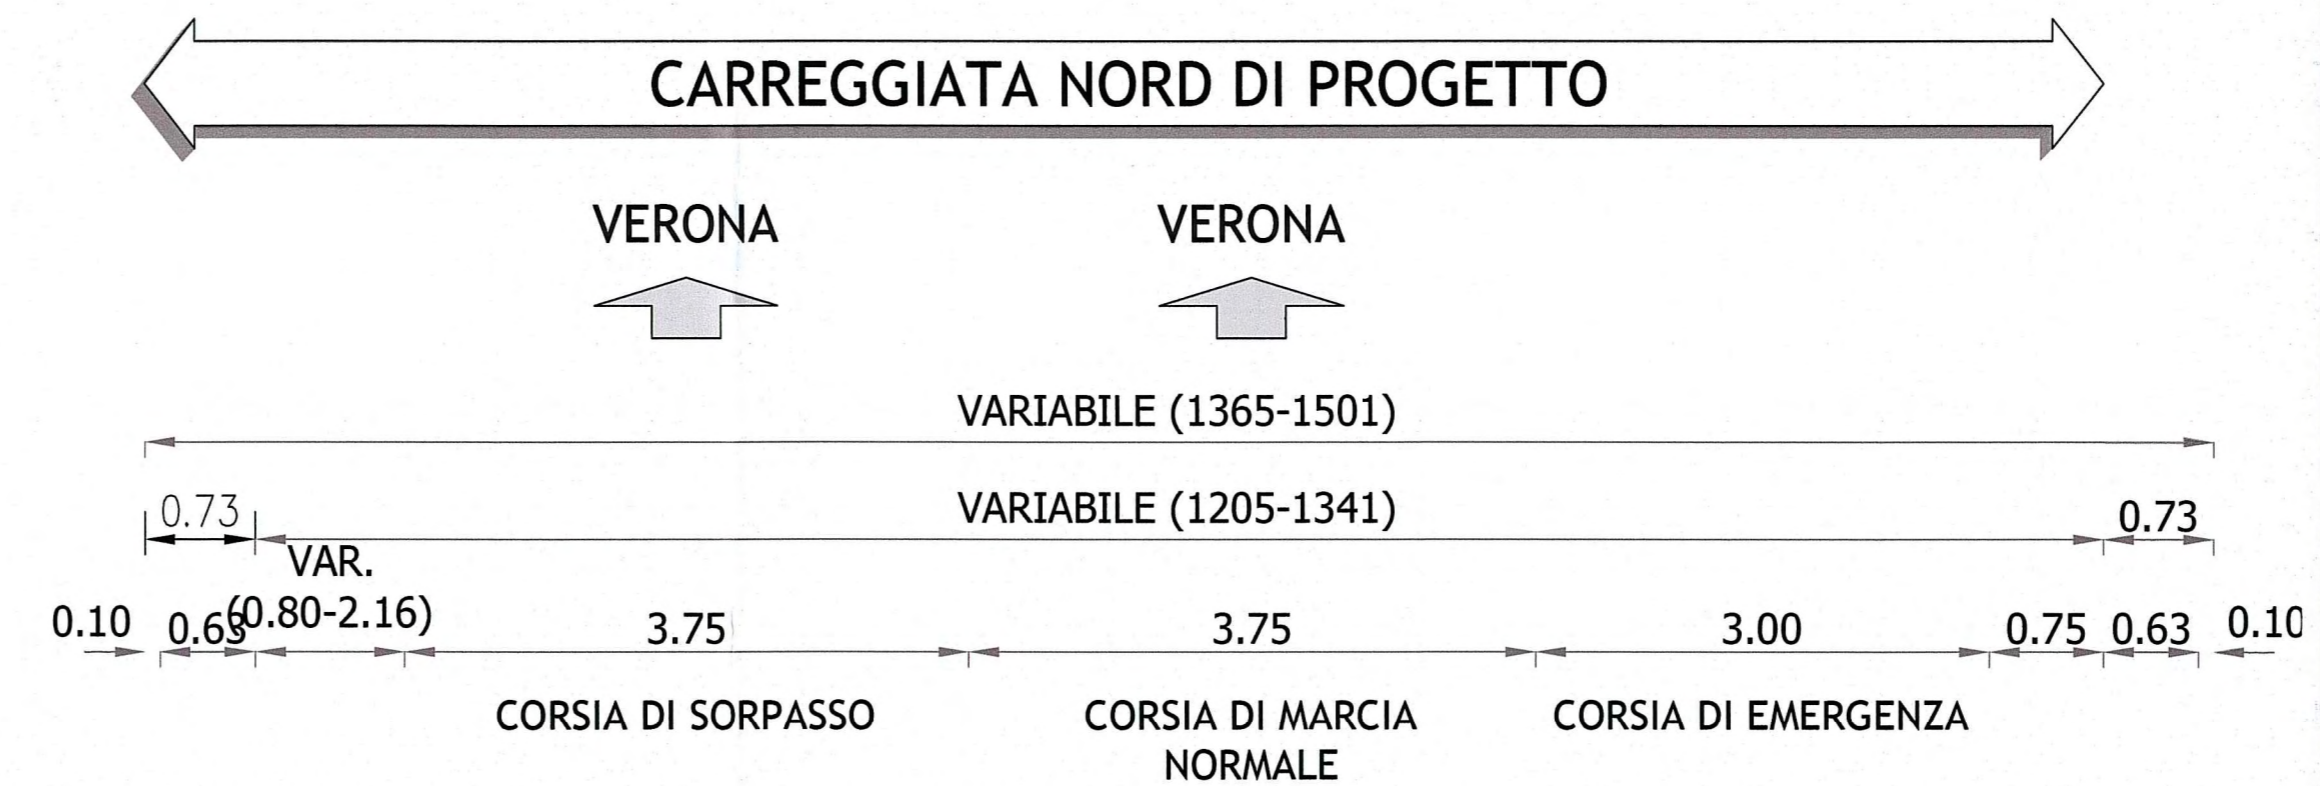 CARREGGIATA NORD DI PROGETTO
VERONA VERONA
VARIABILE (1365-1501)
0.73 VARIABILE (1205-1341) 0.73
VAR.
0.10 0.63 (0.80-2.16) 3.75 3.75 3.00 0.75 0.63 0.10
CORSIA DI SORPASSO CORSIA DI MARCIA CORSIA DI EMERGENZA
NORMALE